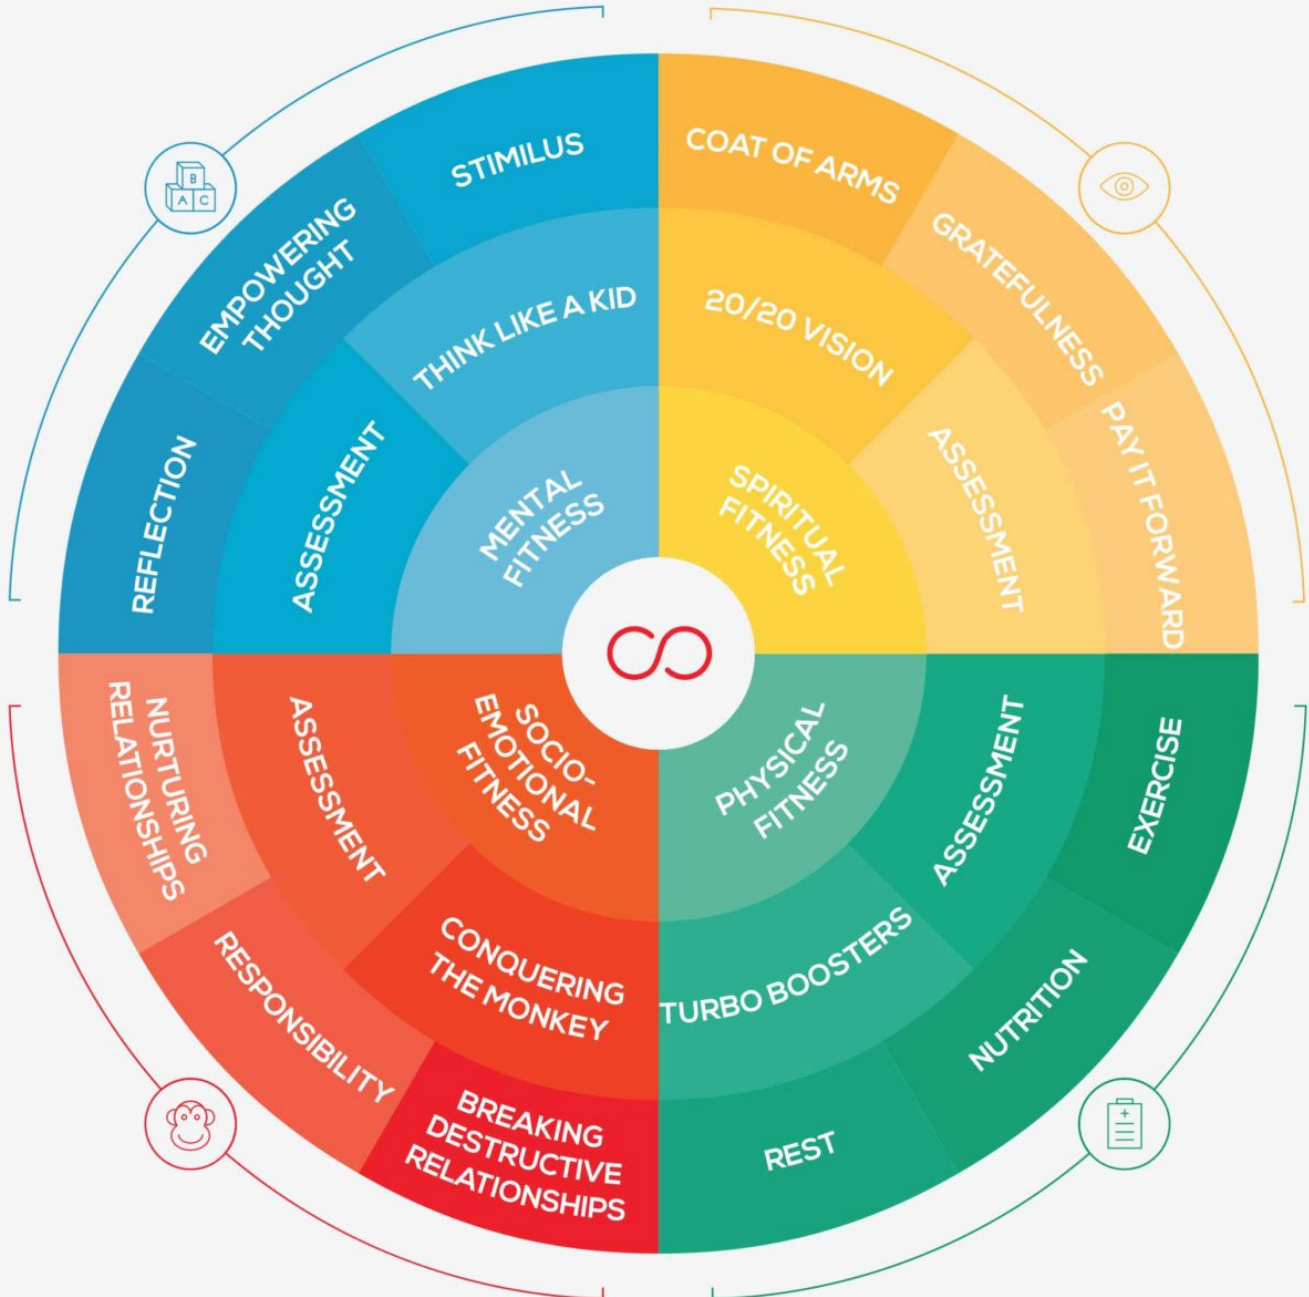 STIMILUS
EMPOWERING
THOUGHT
REFLECTION
THINK LIKE A KID
ASSESSMENT
MENTAL
FITNESS
B
A C
COAT OF ARMS
GRATEFULNESS
PAY IT FORWARD
20/20 VISION
ASSESSMENT
SPIRITUAL
FITNESS
NURTURING
RELATIONSHIPS
RESPONSIBILITY
BREAKING
DESTRUCTIVE
RELATIONSHIPS
ASSESSMENT
CONQUERING
THE MONKEY
SOCIO-
EMOTIONAL
FITNESS
PHYSICAL
FITNESS
ASSESSMENT
TURBO BOOSTERS
EXERCISE
NUTRITION
REST